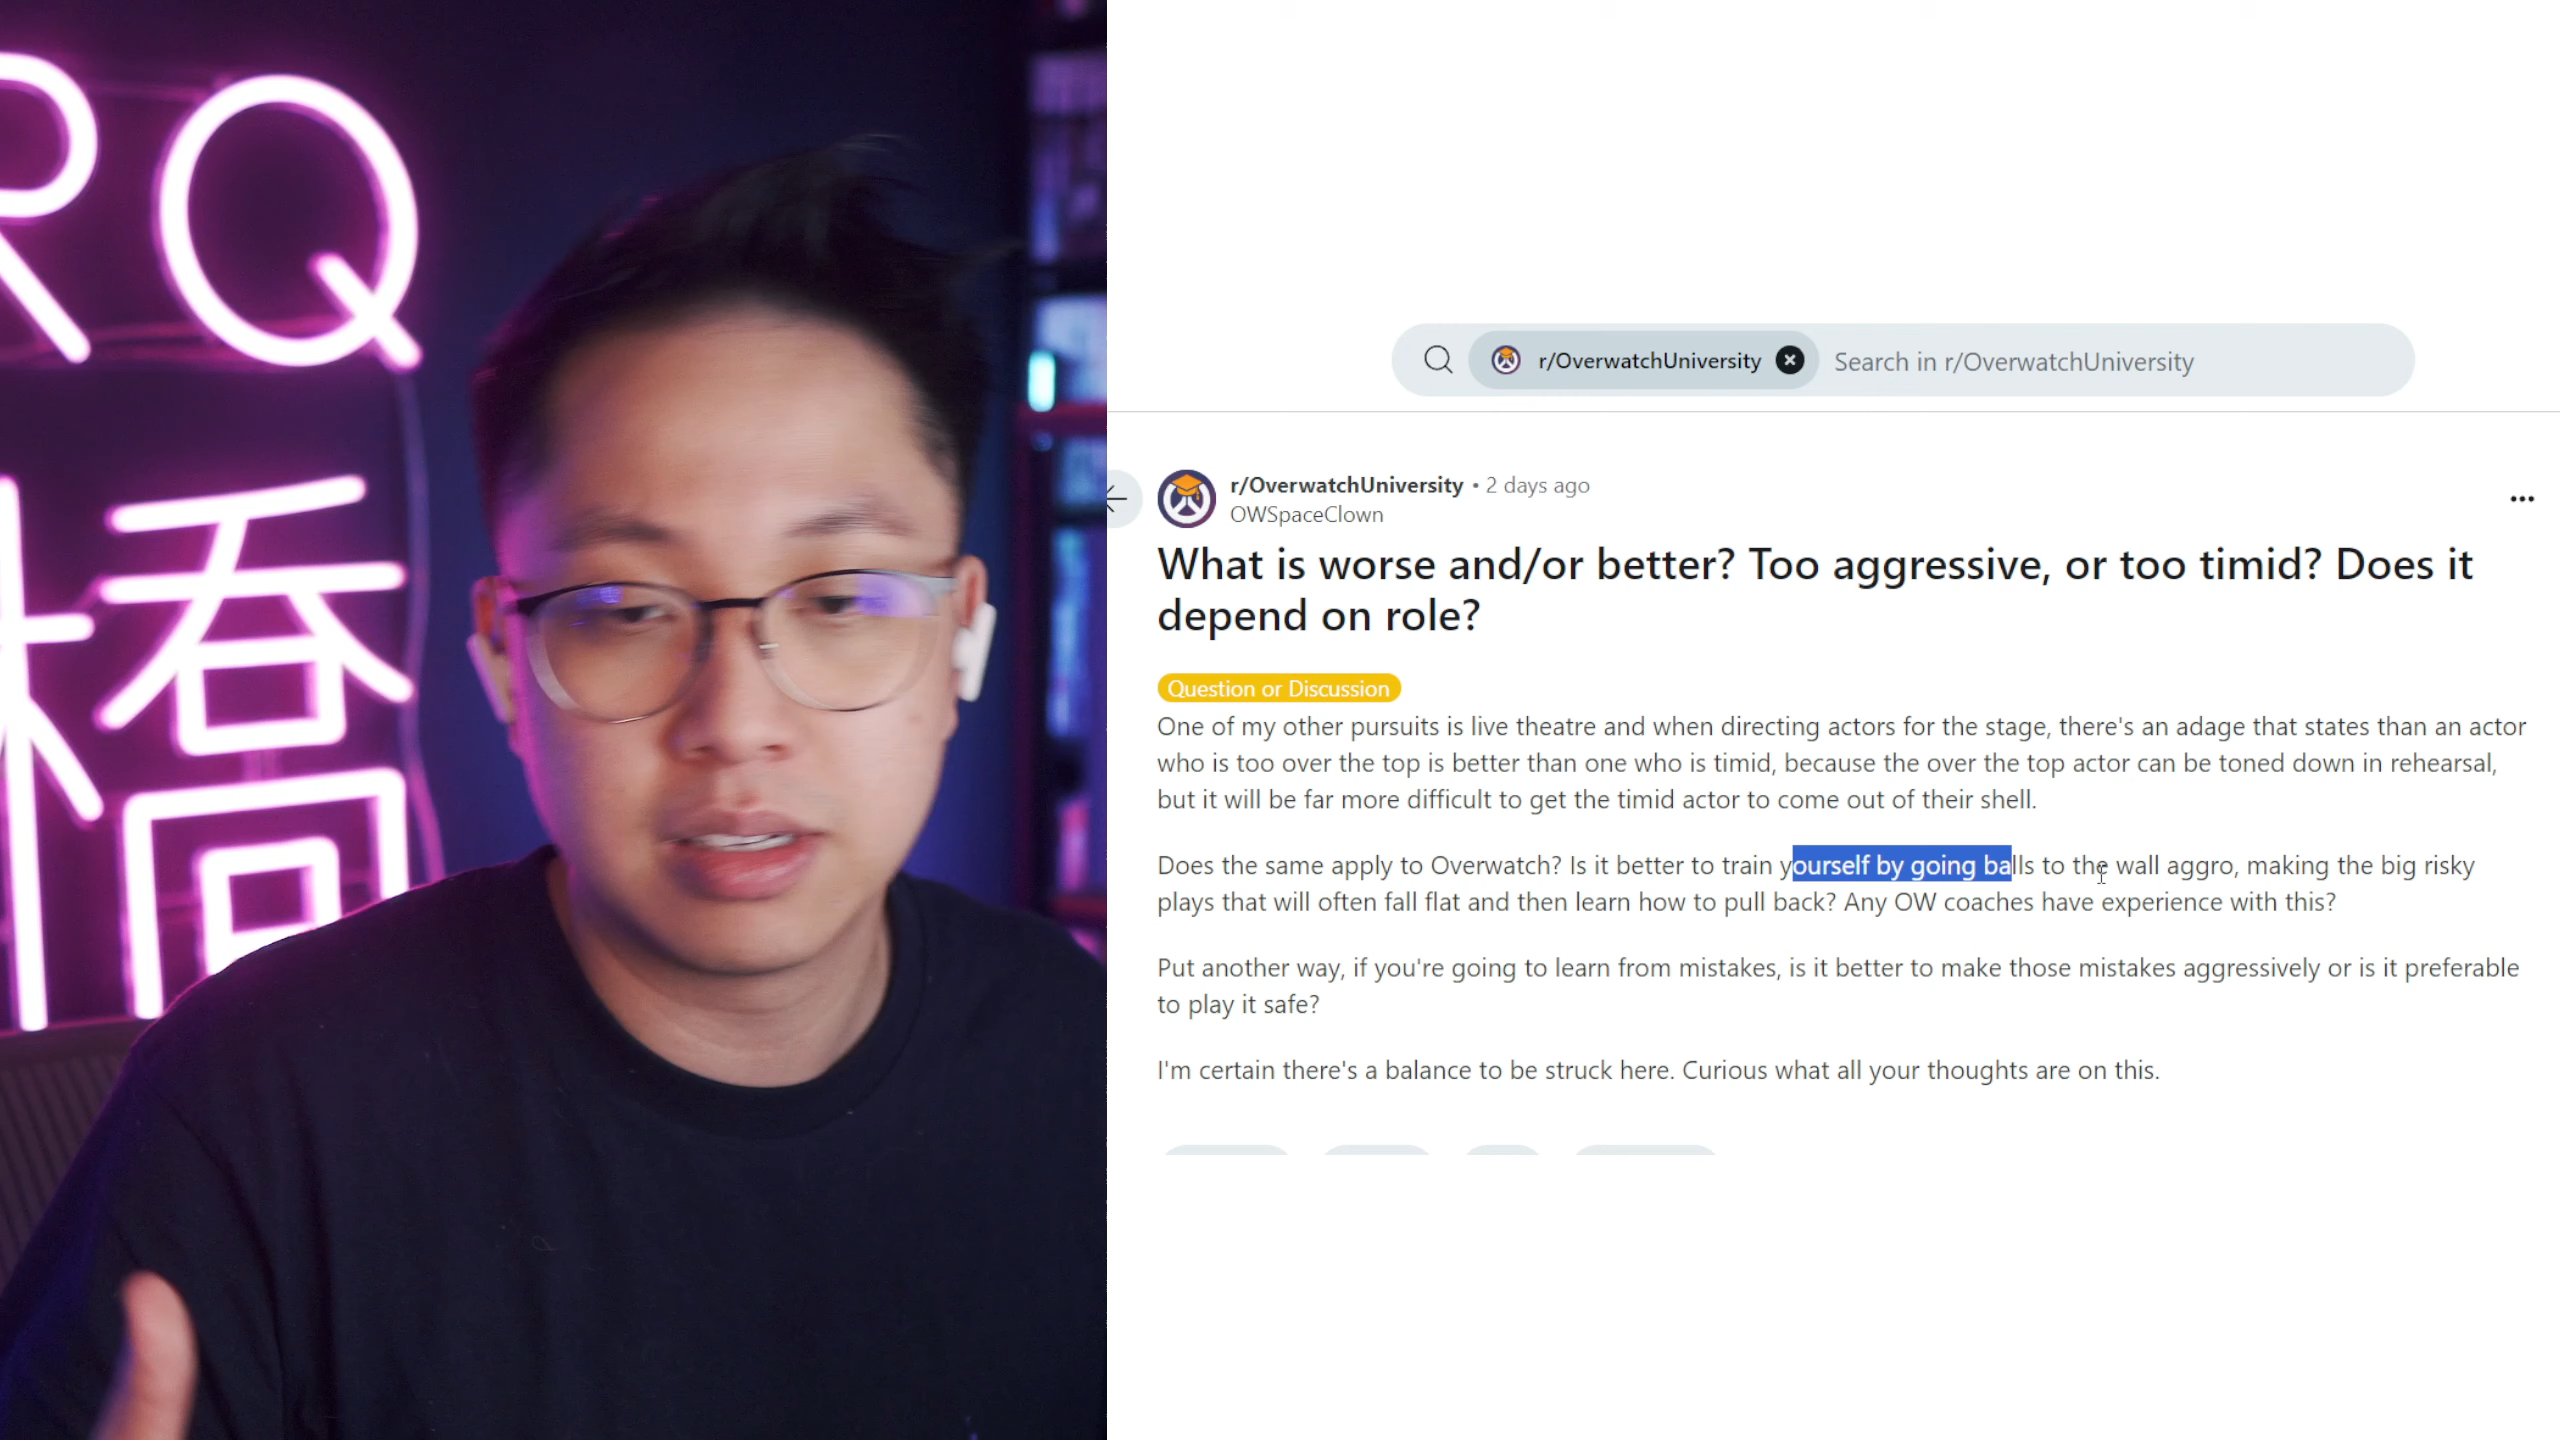 RQ
r/OverwatchUniversity Search in r/OverwatchUniversity
r/OverwatchUniversity • 2 days ago
OWSpaceClown
What is worse and/or better? Too aggressive, or too timid? Does it
depend on role?
Question or Discussion
One of my other pursuits is live theatre and when directing actors for the stage, there's an adage that states than an actor
who is too over the top is better than one who is timid, because the over the top actor can be toned down in rehearsal,
but it will be far more difficult to get the timid actor to come out of their shell.
Does the same apply to Overwatch? Is it better to train yourself by going balls to the wall aggro, making the big risky
plays that will often fall flat and then learn how to pull back? Any OW coaches have experience with this?
Put another way, if you're going to learn from mistakes, is it better to make those mistakes aggressively or is it preferable
to play it safe?
I'm certain there's a balance to be struck here. Curious what all your thoughts are on this.